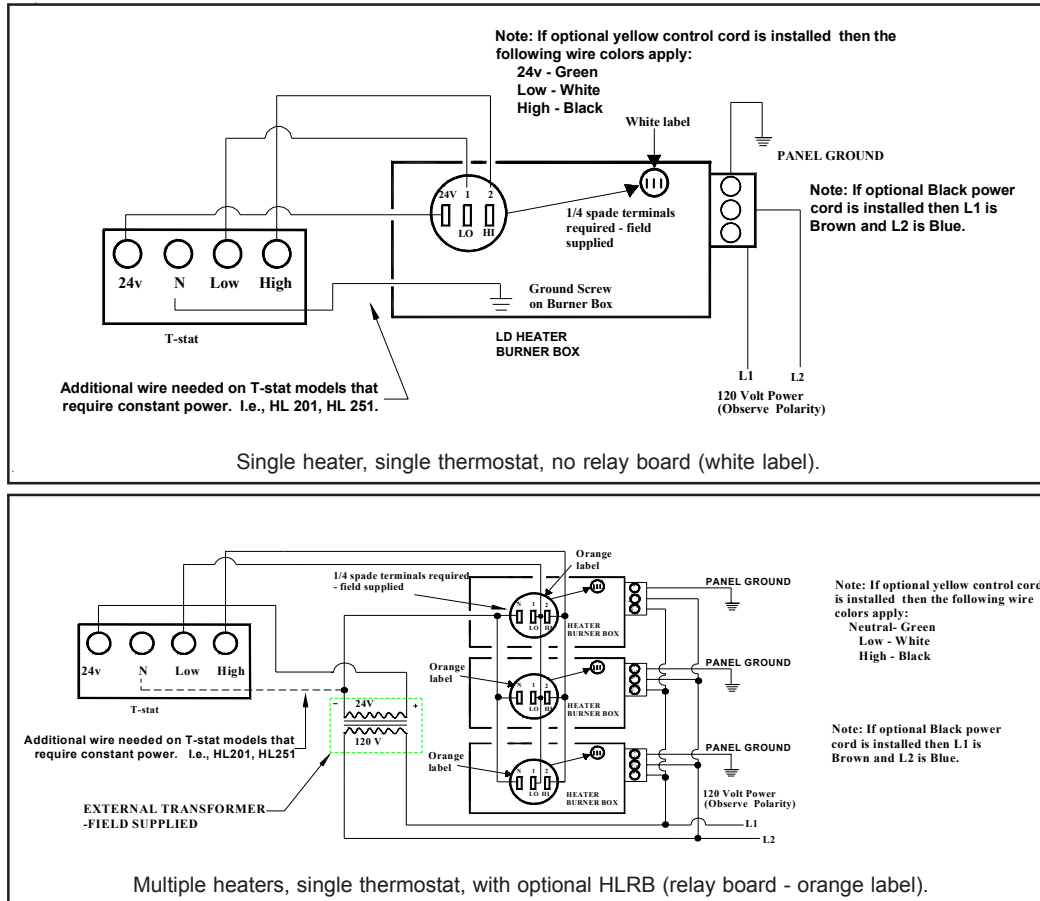 Note: If optional yellow control cord is installed then the
following wire colors apply:
24v - Green
Low - White
High - Black
White label
PANEL GROUND
Note: If optional Black power
cord is installed then L1 is
Brown and L2 is Blue.
24V 1 2
LO HI
1/4 spade terminals
required - field
supplied
24v N Low High
T-stat
Ground Screw
on Burner Box
LD HEATER
BURNER BOX
L1 L2
120 Volt Power
(Observe Polarity)
Additional wire needed on T-stat models that
require constant power. I.e., HL 201, HL 251.
Single heater, single thermostat, no relay board (white label).
Orange
label
1/4 spade terminals required
- field supplied
N 1 2
LO HI
HEATER
BURNER BOX
PANEL GROUND
Note: If optional yellow control cord
is installed then the following wire
colors apply:
Neutral- Green
Low - White
High - Black
24v N Low High
T-stat
Orange
label
N 1 2
LO HI
HEATER
BURNER BOX
PANEL GROUND
- 24V +
120 V
Additional wire needed on T-stat models that
require constant power. I.e., HL201, HL251
Orange
label
N 1 2
LO HI
HEATER
BURNER BOX
PANEL GROUND
Note: If optional Black power
cord is installed then L1 is
Brown and L2 is Blue.
EXTERNAL TRANSFORMER
-FIELD SUPPLIED
120 Volt Power
(Observe Polarity)
L1
L2
Multiple heaters, single thermostat, with optional HLRB (relay board - orange label).